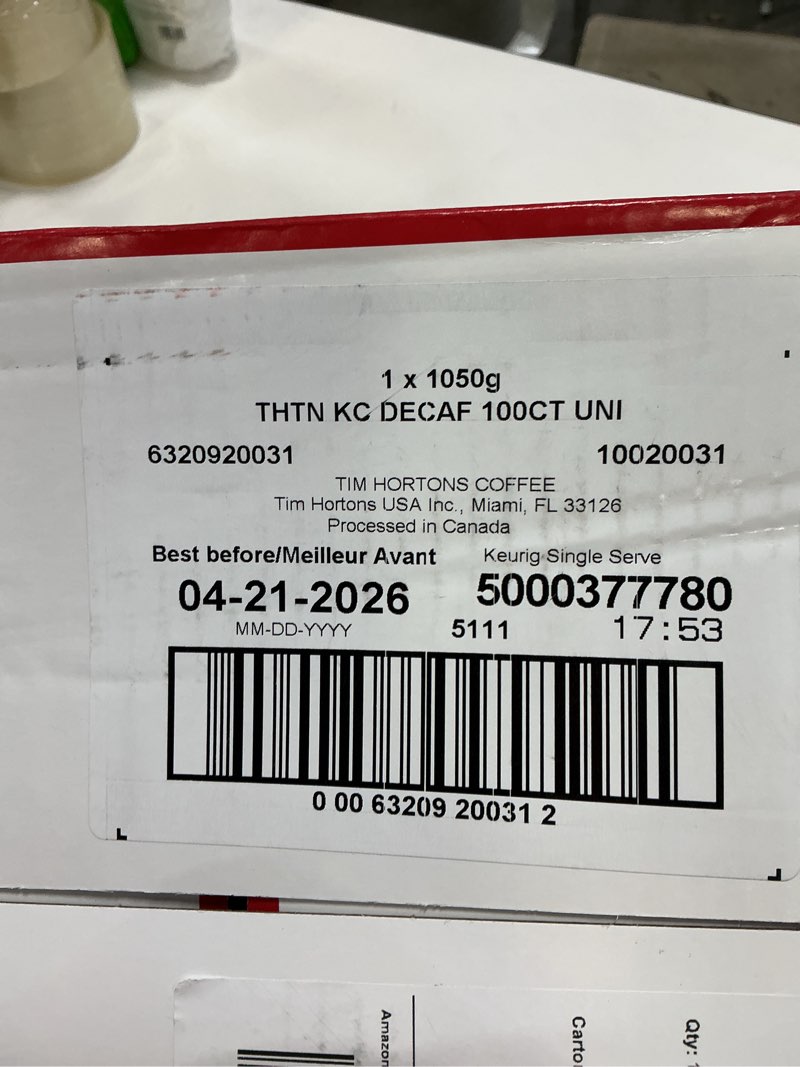 1 x 1050g
THTN KC DECAF 100CT UNI
6320920031 10020031
TIM HORTONS COFFEE
Tim Hortons USA Inc., Miami, FL 33126
Processed in Canada
Best before/Meilleur Avant Keurig Single Serve
04-21-2026 5000377780
MM-DD-YYYY 5111 17:53
0 00 63209 20031 2
Amazon
Qty: